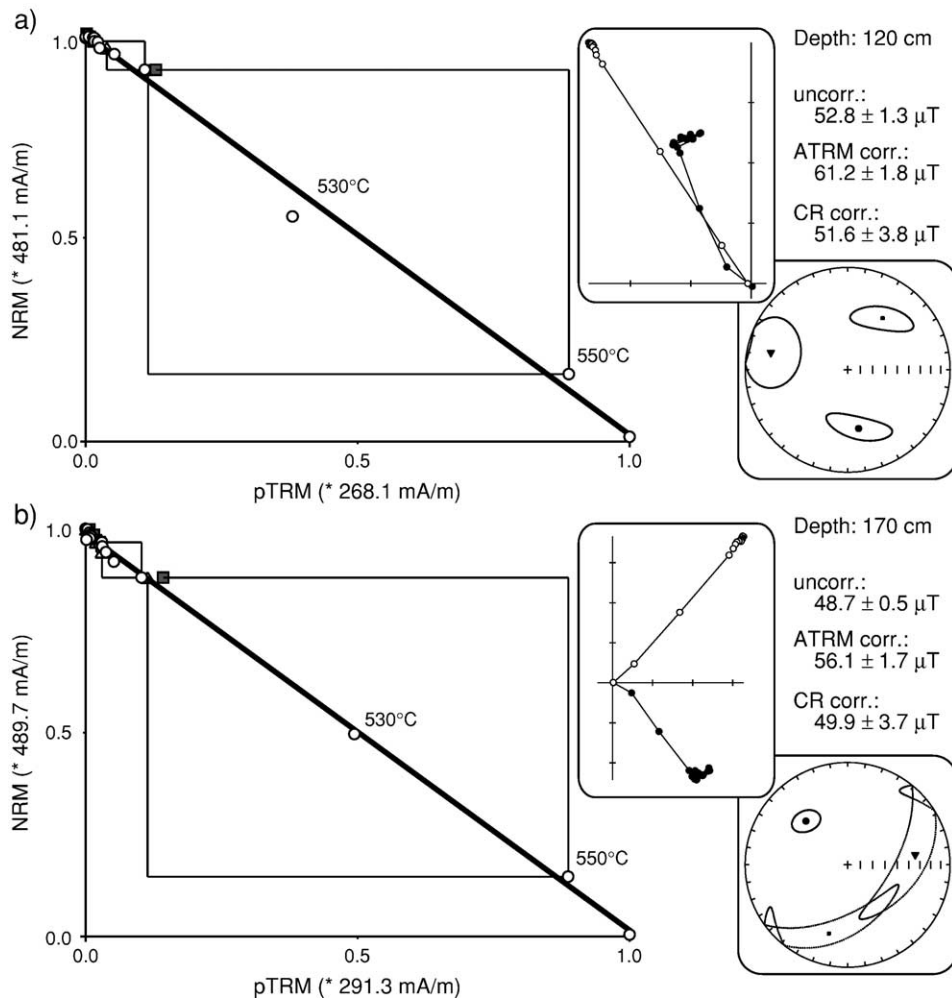 a)
Depth: 120 cm
uncorr.:
52.8 ± 1.3 μT
ATRM corr.:
61.2 ± 1.8 μT
CR corr.:
51.6 ± 3.8 μT
NRM (* 481.1 mA/m)
1.0
0.5
0.0
530°C
550°C
0.0 0.5 1.0
pTRM (* 268.1 mA/m)
b)
Depth: 170 cm
uncorr.:
48.7 ± 0.5 μT
ATRM corr.:
56.1 ± 1.7 μT
CR corr.:
49.9 ± 3.7 μT
NRM (* 489.7 mA/m)
1.0
0.5
0.0
530°C
550°C
0.0 0.5 1.0
pTRM (* 291.3 mA/m)